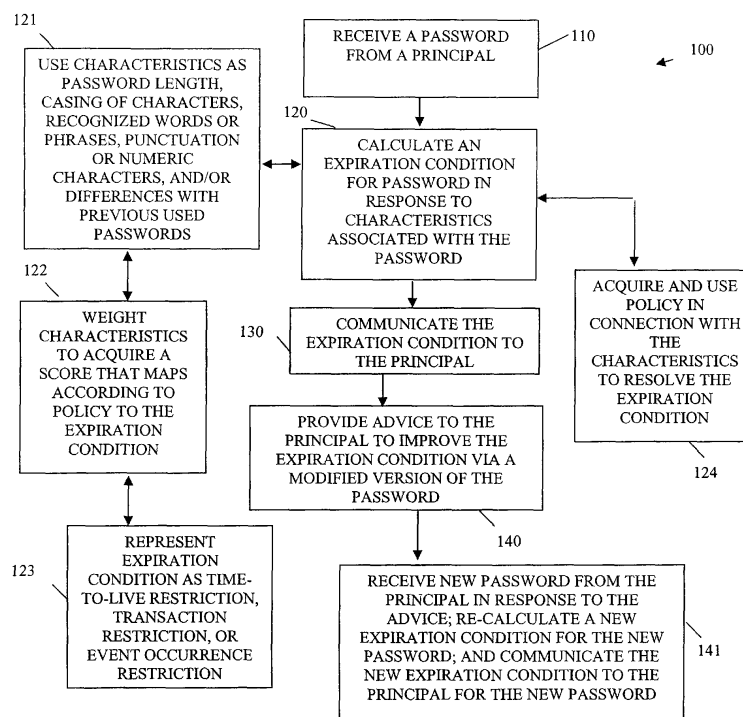 121
USE CHARACTERISTICS AS
PASSWORD LENGTH,
CASING OF CHARACTERS,
RECOGNIZED WORDS OR
PHRASES, PUNCTUATION
OR NUMERIC
CHARACTERS, AND/OR
DIFFERENCES WITH
PREVIOUS USED
PASSWORDS
RECEIVE A PASSWORD
FROM A PRINCIPAL
110
100
120
CALCULATE AN
EXPIRATION CONDITION
FOR PASSWORD IN
RESPONSE TO
CHARACTERISTICS
ASSOCIATED WITH THE
PASSWORD
122
WEIGHT
CHARACTERISTICS
TO ACQUIRE A
SCORE THAT MAPS
ACCORDING TO
POLICY TO THE
EXPIRATION
CONDITION
130
COMMUNICATE THE
EXPIRATION CONDITION TO
THE PRINCIPAL
ACQUIRE AND USE
POLICY IN
CONNECTION WITH
THE
CHARACTERISTICS
TO RESOLVE THE
EXPIRATION
CONDITION
124
PROVIDE ADVICE TO THE
PRINCIPAL TO IMPROVE THE
EXPIRATION CONDITION VIA A
MODIFIED VERSION OF THE
PASSWORD
140
123
REPRESENT
EXPIRATION
CONDITION AS TIME-
TO-LIVE RESTRICTION,
TRANSACTION
RESTRICTION, OR
EVENT OCCURRENCE
RESTRICTION
RECEIVE NEW PASSWORD FROM THE
PRINCIPAL IN RESPONSE TO THE
ADVICE; RE-CALCULATE A NEW
EXPIRATION CONDITION FOR THE NEW
PASSWORD; AND COMMUNICATE THE
NEW EXPIRATION CONDITION TO THE
PRINCIPAL FOR THE NEW PASSWORD
141